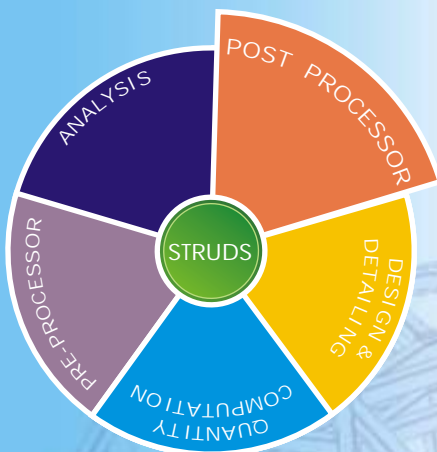 POST PROCESSOR
ANALYSIS
STRUDS
PRE-PROCESSOR
DESIGN &
DETAILING
QUANTITY
COMPUTATION